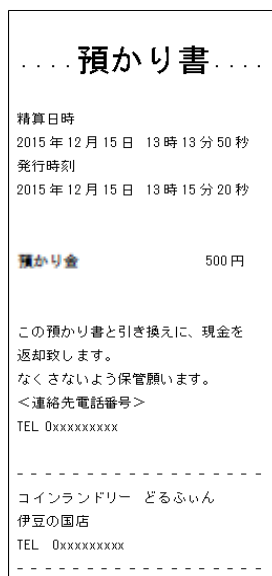 ....預かり書....
精算日時
2015年12月15日 13時13分50秒
発行時刻
2015年12月15日 13時15分20秒
預かり金 500円
この預かり書と引き換えに、現金を
返却致します。
なくさないよう保管願います。
＜連絡先電話番号＞
TEL 0xxxxxxxxx
- - - - - - - - - - - - - - - - - -
コインランドリー どるふぃん
伊豆の国店
TEL 0xxxxxxxxx
- - - - - - - - - - - - - - - - - -